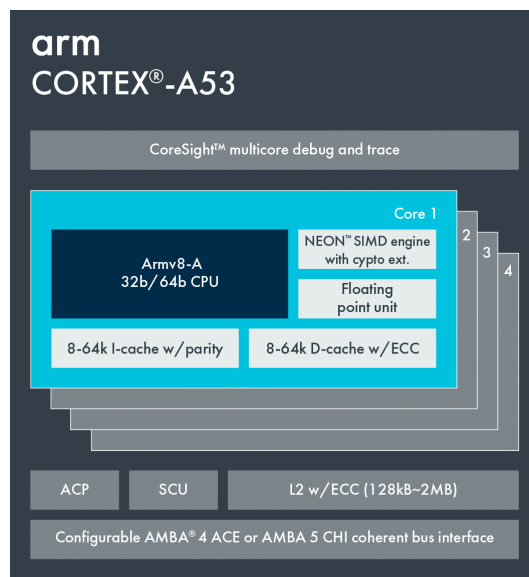 arm
CORTEX®-A53
CoreSight™ multicore debug and trace
Core 1
2
3
4
Armv8-A
32b/64b CPU
NEON™ SIMD engine
with cypto ext.
Floating
point unit
8-64k I-cache w/parity
8-64k D-cache w/ECC
ACP
SCU
L2 w/ECC (128kB~2MB)
Configurable AMBA® 4 ACE or AMBA 5 CHI coherent bus interface